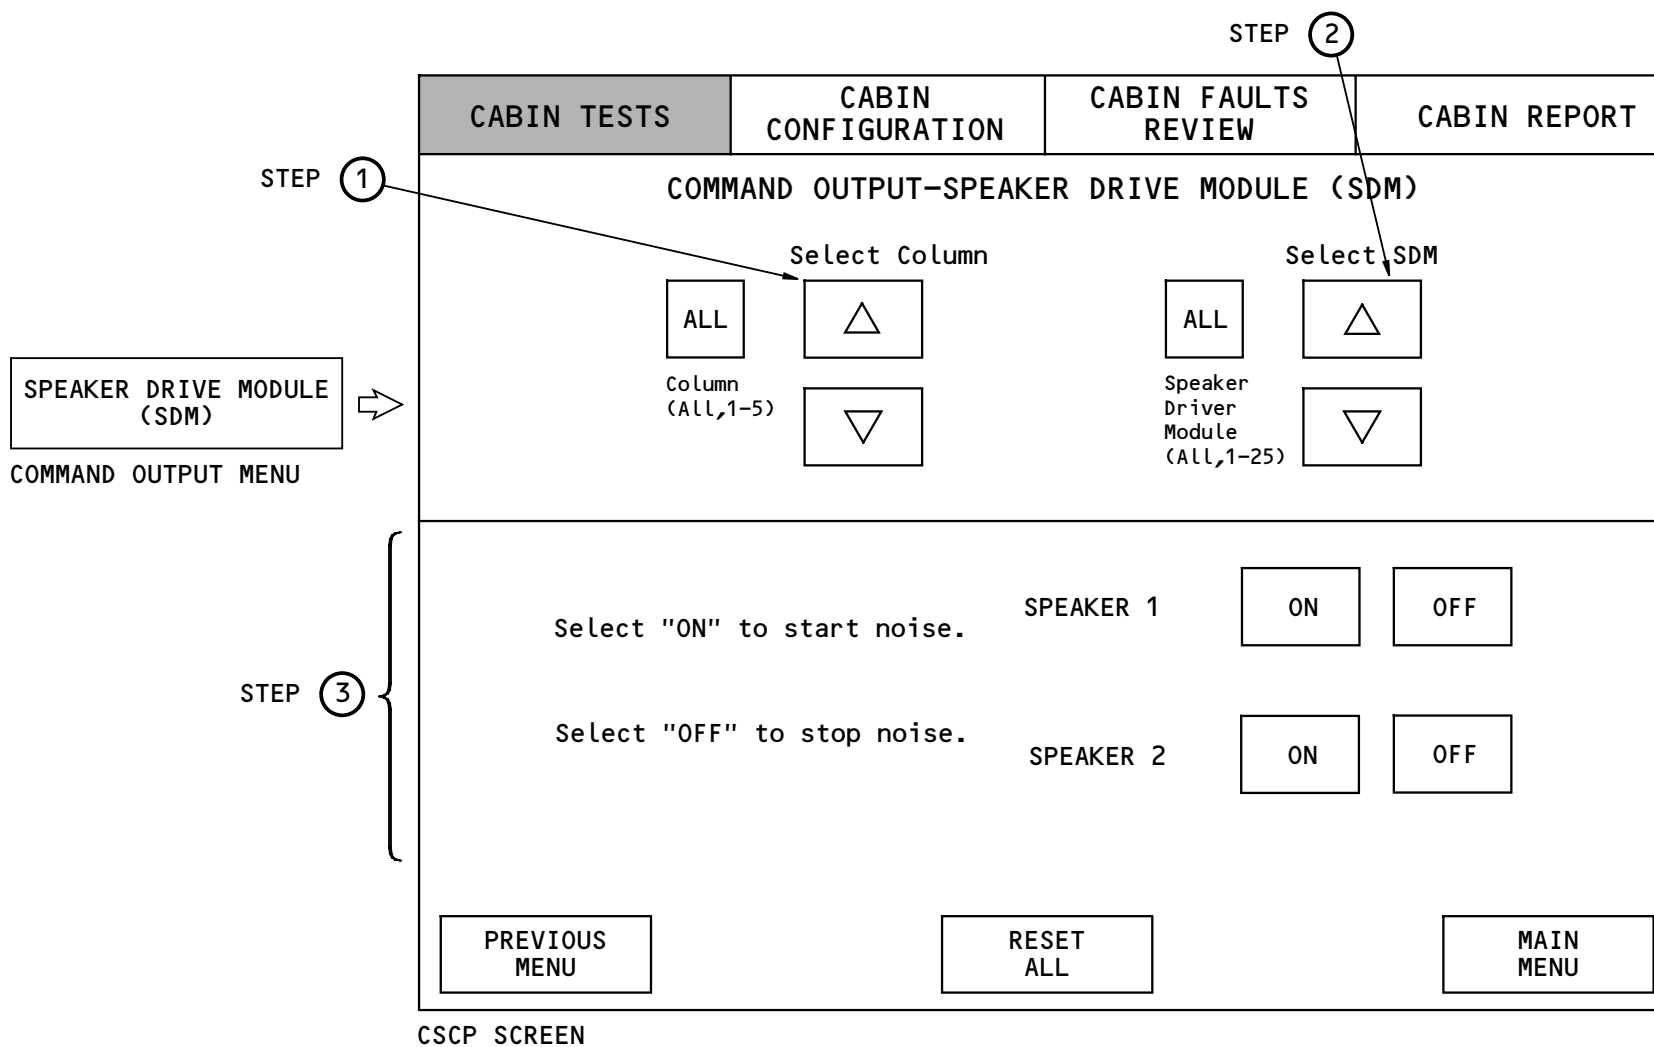 STEP 2
CABIN TESTS
CABIN
CONFIGURATION
CABIN FAULTS
REVIEW
CABIN REPORT
STEP 1
COMMAND OUTPUT-SPEAKER DRIVE MODULE (SDM)
Select Column
Select SDM
ALL
ALL
SPEAKER DRIVE MODULE
(SDM)
COMMAND OUTPUT MENU
Column
(All,1-5)
Speaker
Driver
Module
(All,1-25)
STEP 3
Select "ON" to start noise.
SPEAKER 1
ON
OFF
Select "OFF" to stop noise.
SPEAKER 2
ON
OFF
PREVIOUS
MENU
RESET
ALL
MAIN
MENU
CSCP SCREEN